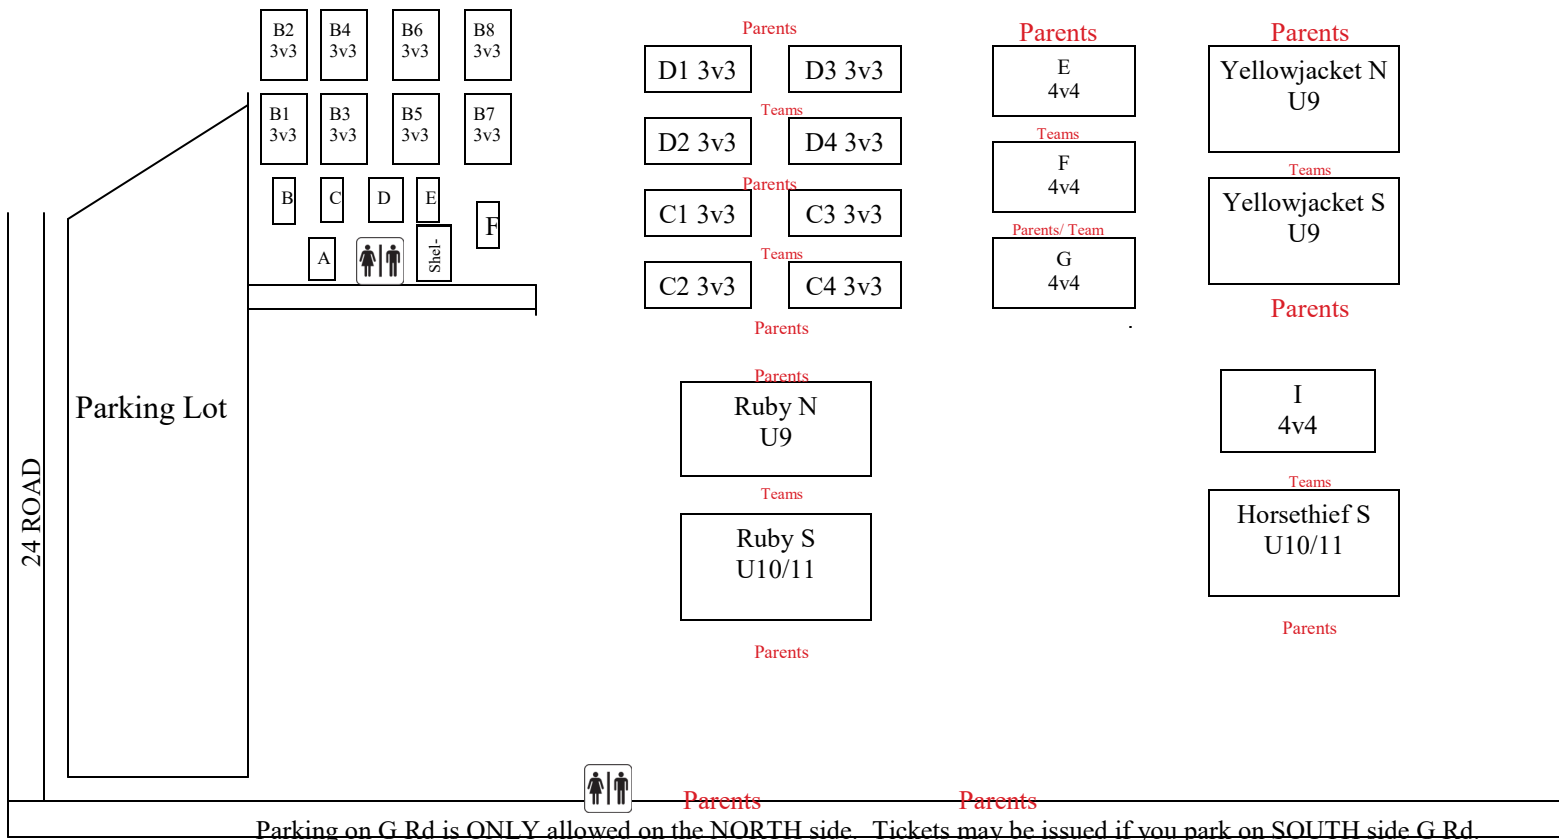 B2
3v3
B4
3v3
B6
3v3
B8
3v3
B1
3v3
B3
3v3
B5
3v3
B7
3v3
B
C
D
E
F
A
Shel-
Parents
D1 3v3
D3 3v3
Teams
D2 3v3
D4 3v3
Parents
C1 3v3
C3 3v3
Teams
C2 3v3
C4 3v3
Parents
Parents
E
4v4
Teams
F
4v4
Parents/ Team
G
4v4
.
Parents
Yellowjacket N
U9
Teams
Yellowjacket S
U9
Parents
24 ROAD
Parking Lot
Parents
Ruby N
U9
Teams
Ruby S
U10/11
Parents
I
4v4
Teams
Horsethief S
U10/11
Parents
Parents
Parents
Parking on G Rd is ONLY allowed on the NORTH side. Tickets may be issued if you park on SOUTH side G Rd.